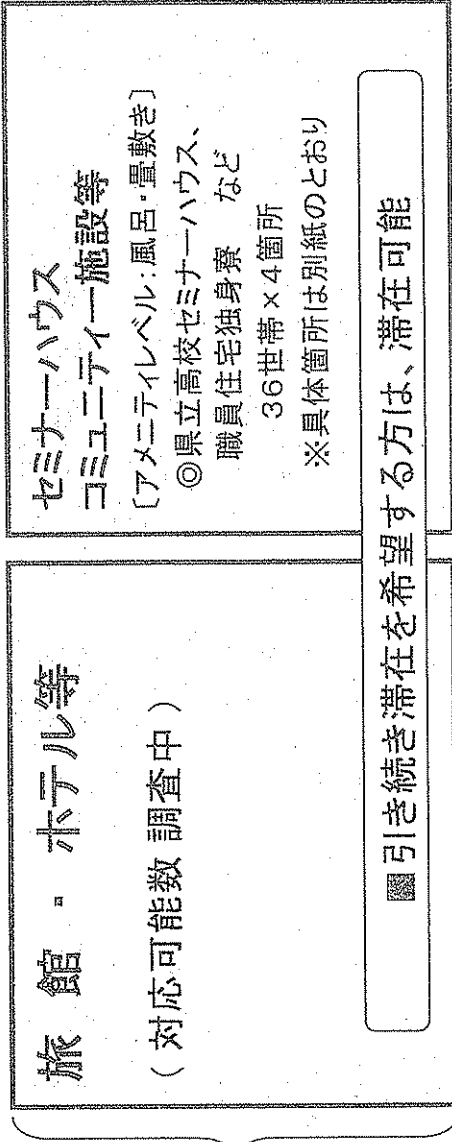 旅館・ホテル等
( 対応可能数 調査中 )
セミナーハウス
コミュニティー施設等
〔アメニティレベル:風呂・畳敷き〕
◎県立高校セミナーハウス、
職員住宅独身寮 など
36世帯×4箇所
※具体箇所は別紙のとおり
■引き続き滞在を希望する方は、滞在可能